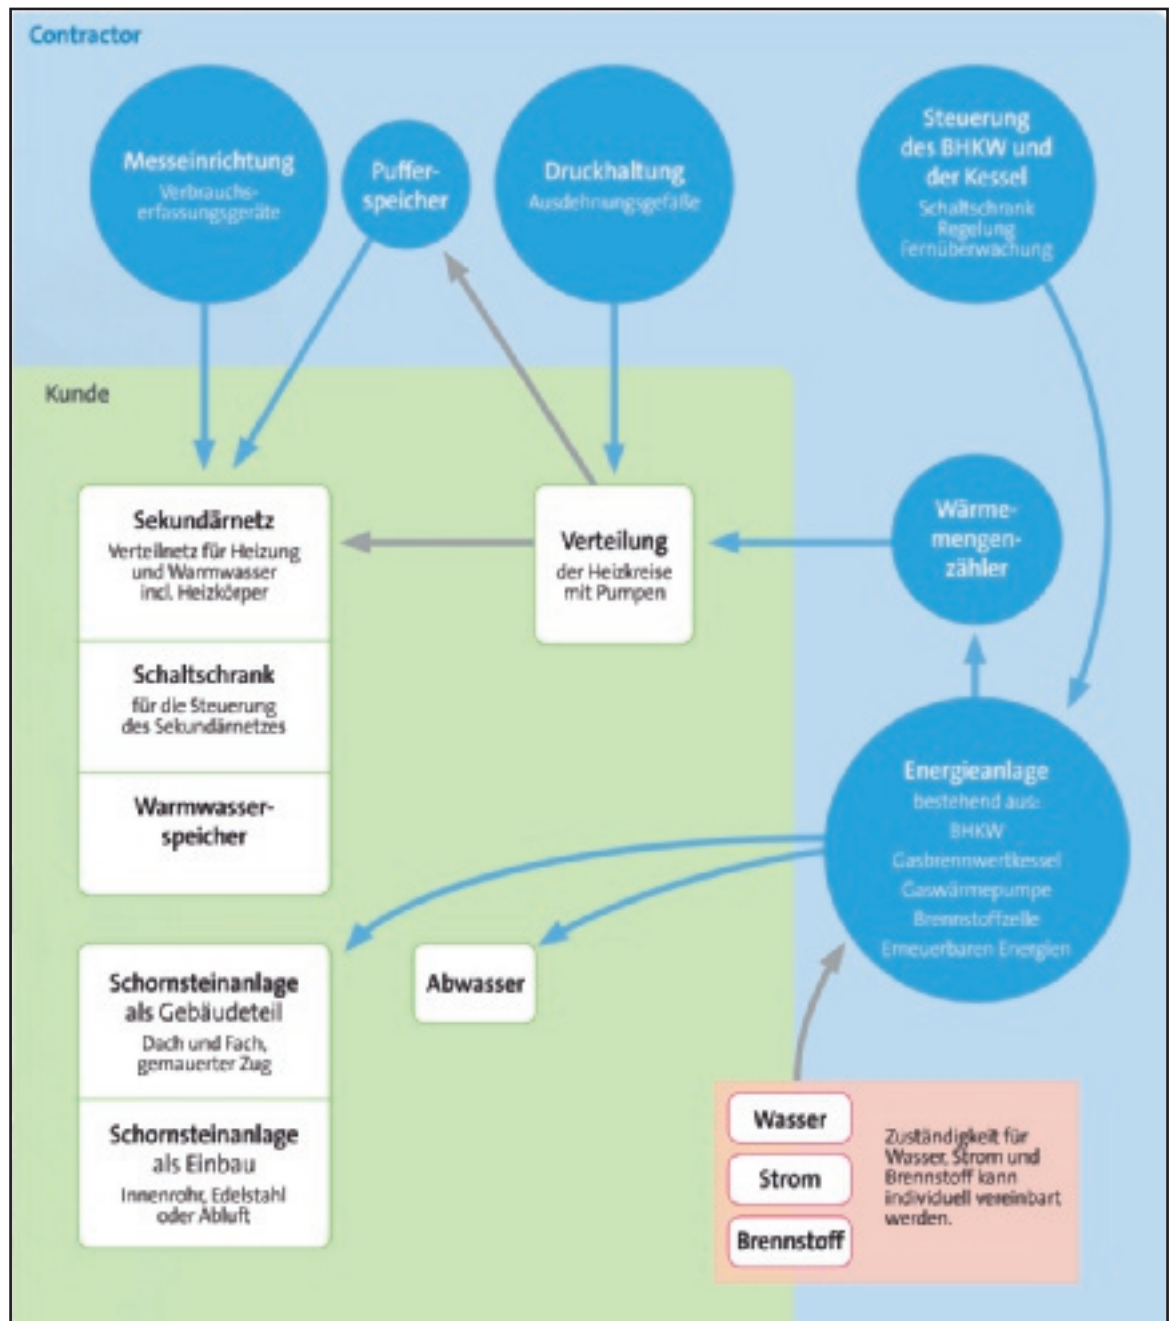 Contractor
Messeinrichtung
Verbrauchs-
erfassungsgeräte
Puffer-
speicher
Druckhaltung
Ausdehnungsgefäße
Steuerung
des BHKW und
der Kessel
Schaltschrank
Regelung
Fernüberwachung
Kunde
Sekundärnetz
Verteilnetz für Heizung
und Warmwasser
incl. Heizkörper
Schaltschrank
für die Steuerung
des Sekundärnetzes
Warmwasser-
speicher
Verteilung
der Heizkreise
mit Pumpen
Wärme-
mengen-
zähler
Energieanlage
bestehend aus:
BHKW
Gasbrennwertkessel
Gaswärmepumpe
Brennstoffzelle
Erneuerbaren Energien
Schornsteinanlage
als Gebäudeteil
Dach und Fach,
gemauerter Zug
Schornsteinanlage
als Einbau
Innenrohr, Edelstahl
oder Abluft
Abwasser
Wasser
Strom
Brennstoff
Zuständigkeit für
Wasser, Strom und
Brennstoff kann
individuell vereinbart
werden.